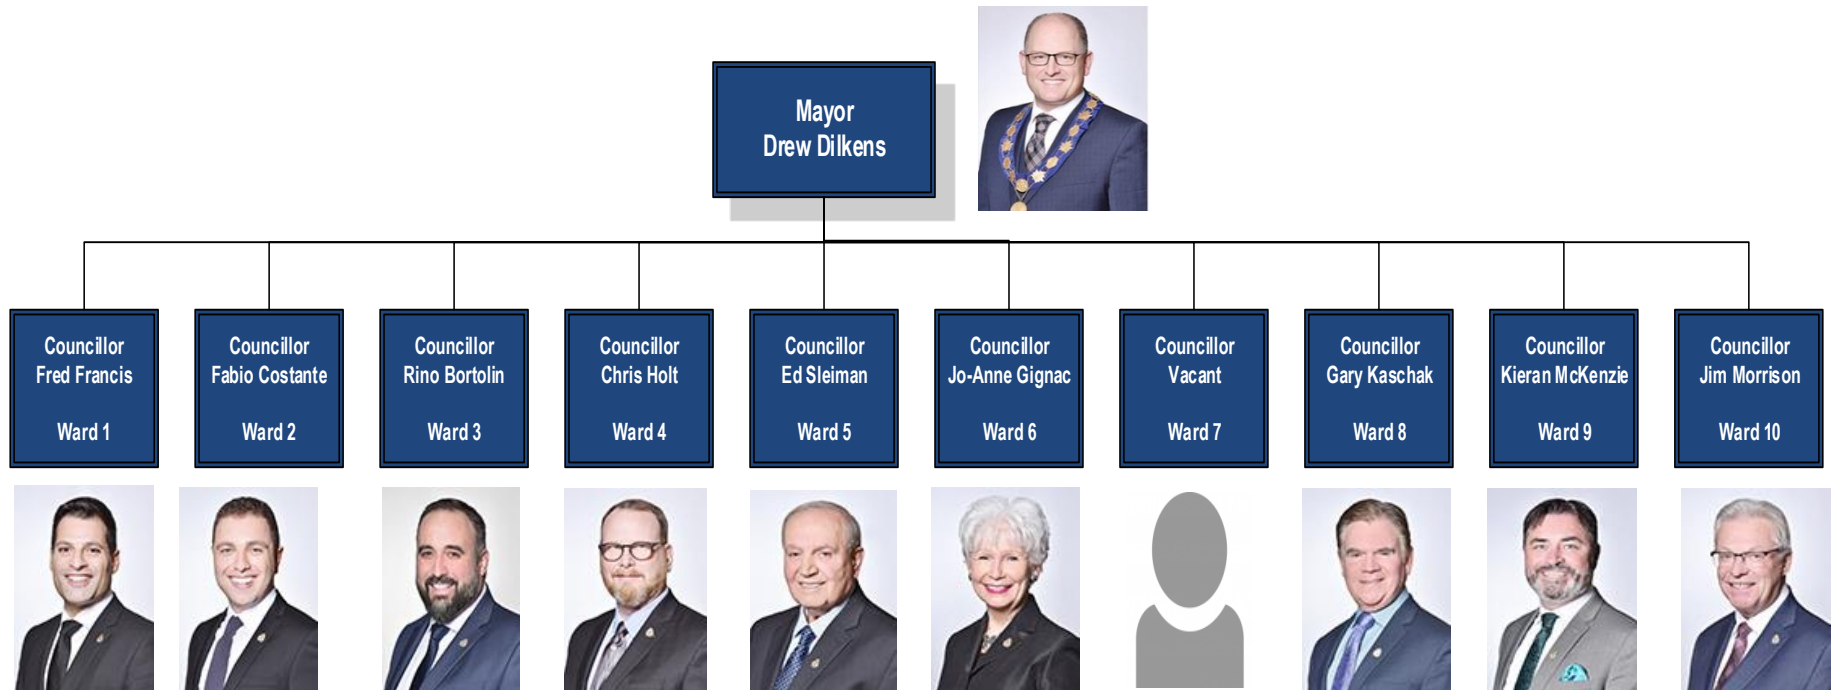 Mayor
Drew Dilkens
Councillor
Fred Francis
Ward 1
Councillor
Fabio Costante
Ward 2
Councillor
Rino Bortolin
Ward 3
Councillor
Chris Holt
Ward 4
Councillor
Ed Sleiman
Ward 5
Councillor
Jo-Anne Gignac
Ward 6
Councillor
Vacant
Ward 7
Councillor
Gary Kaschak
Ward 8
Councillor
Kieran McKenzie
Ward 9
Councillor
Jim Morrison
Ward 10